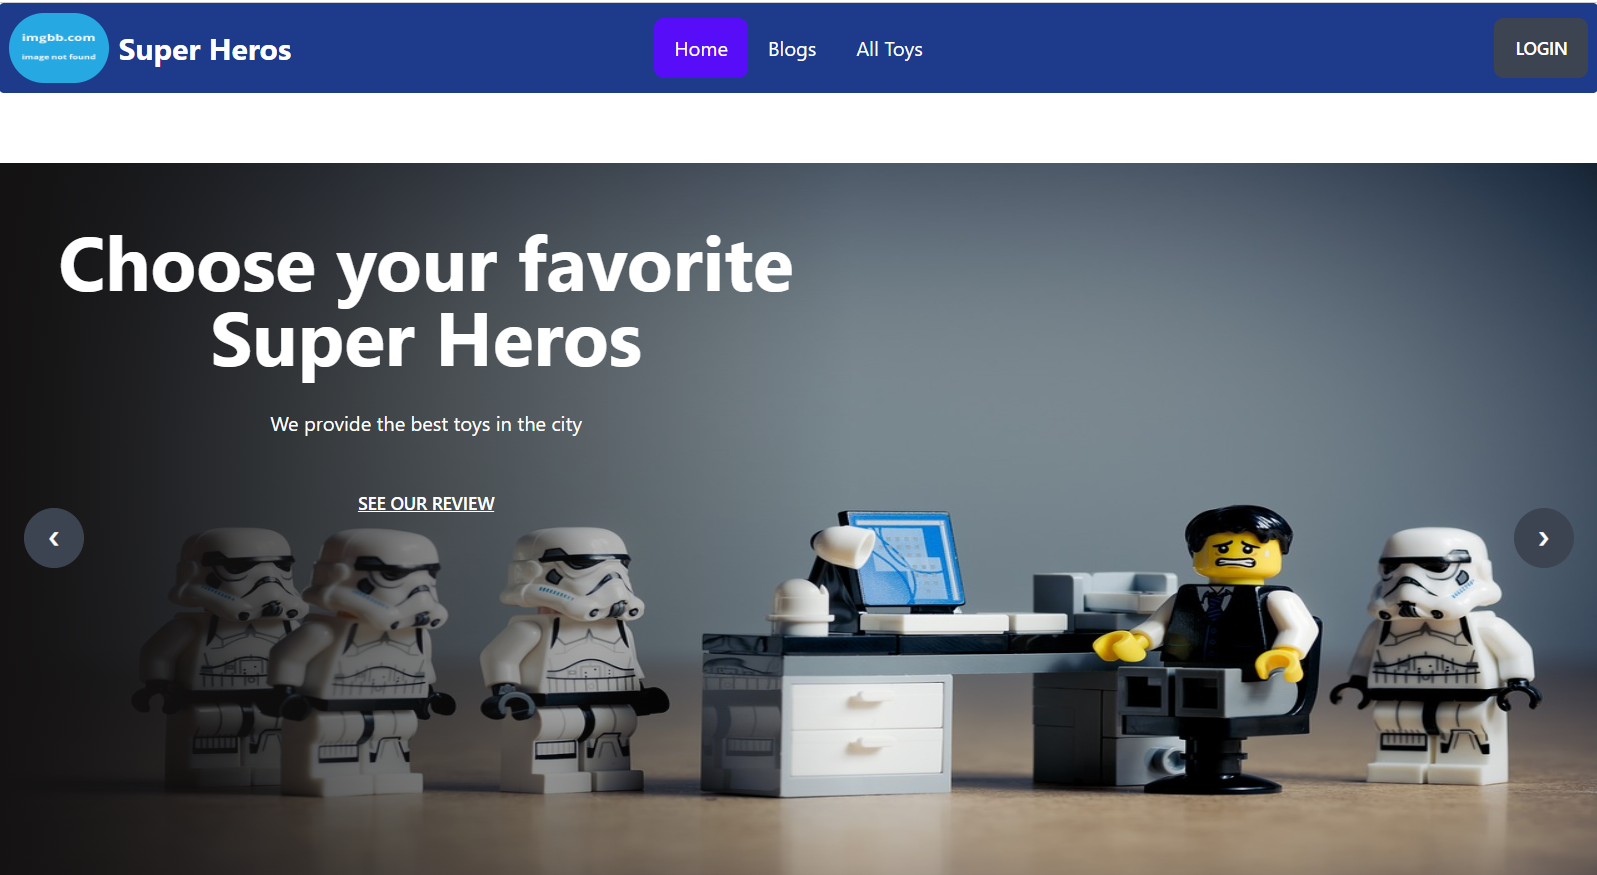 imgbb.com
image not found
Super Heros
Home
Blogs
All Toys
LOGIN
Choose your favorite
Super Heros
We provide the best toys in the city
SEE OUR REVIEW
❮
❯